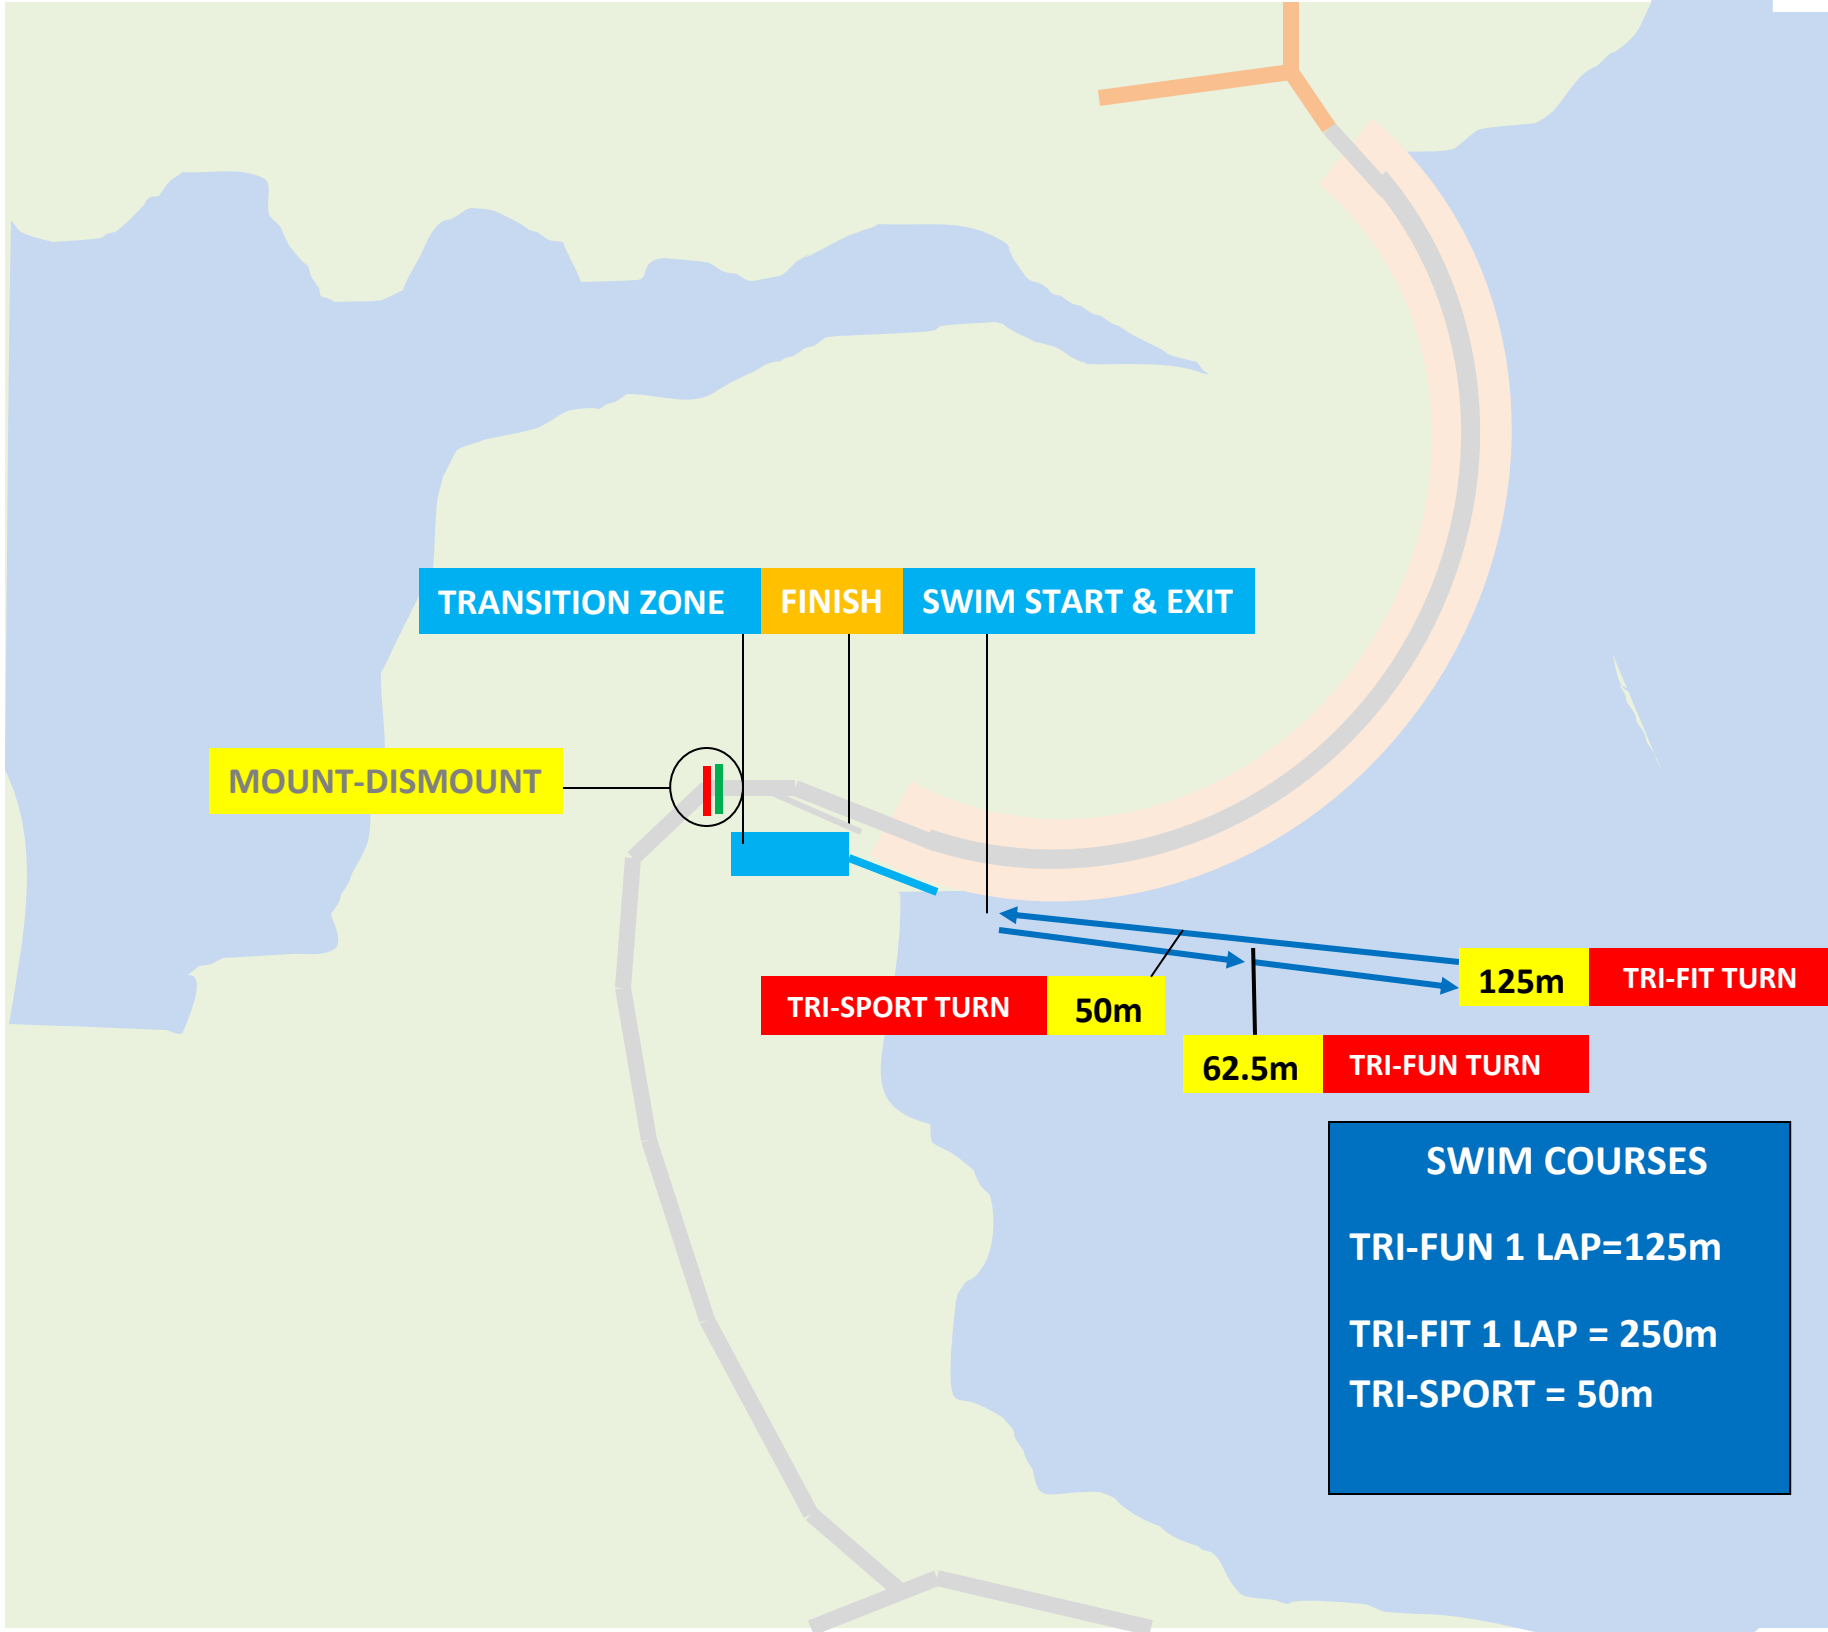 TRANSITION ZONE
FINISH
SWIM START & EXIT
MOUNT-DISMOUNT
125m
TRI-FIT TURN
TRI-SPORT TURN
50m
62.5m
TRI-FUN TURN
SWIM COURSES
TRI-FUN 1 LAP=125m
TRI-FIT 1 LAP = 250m
TRI-SPORT = 50m